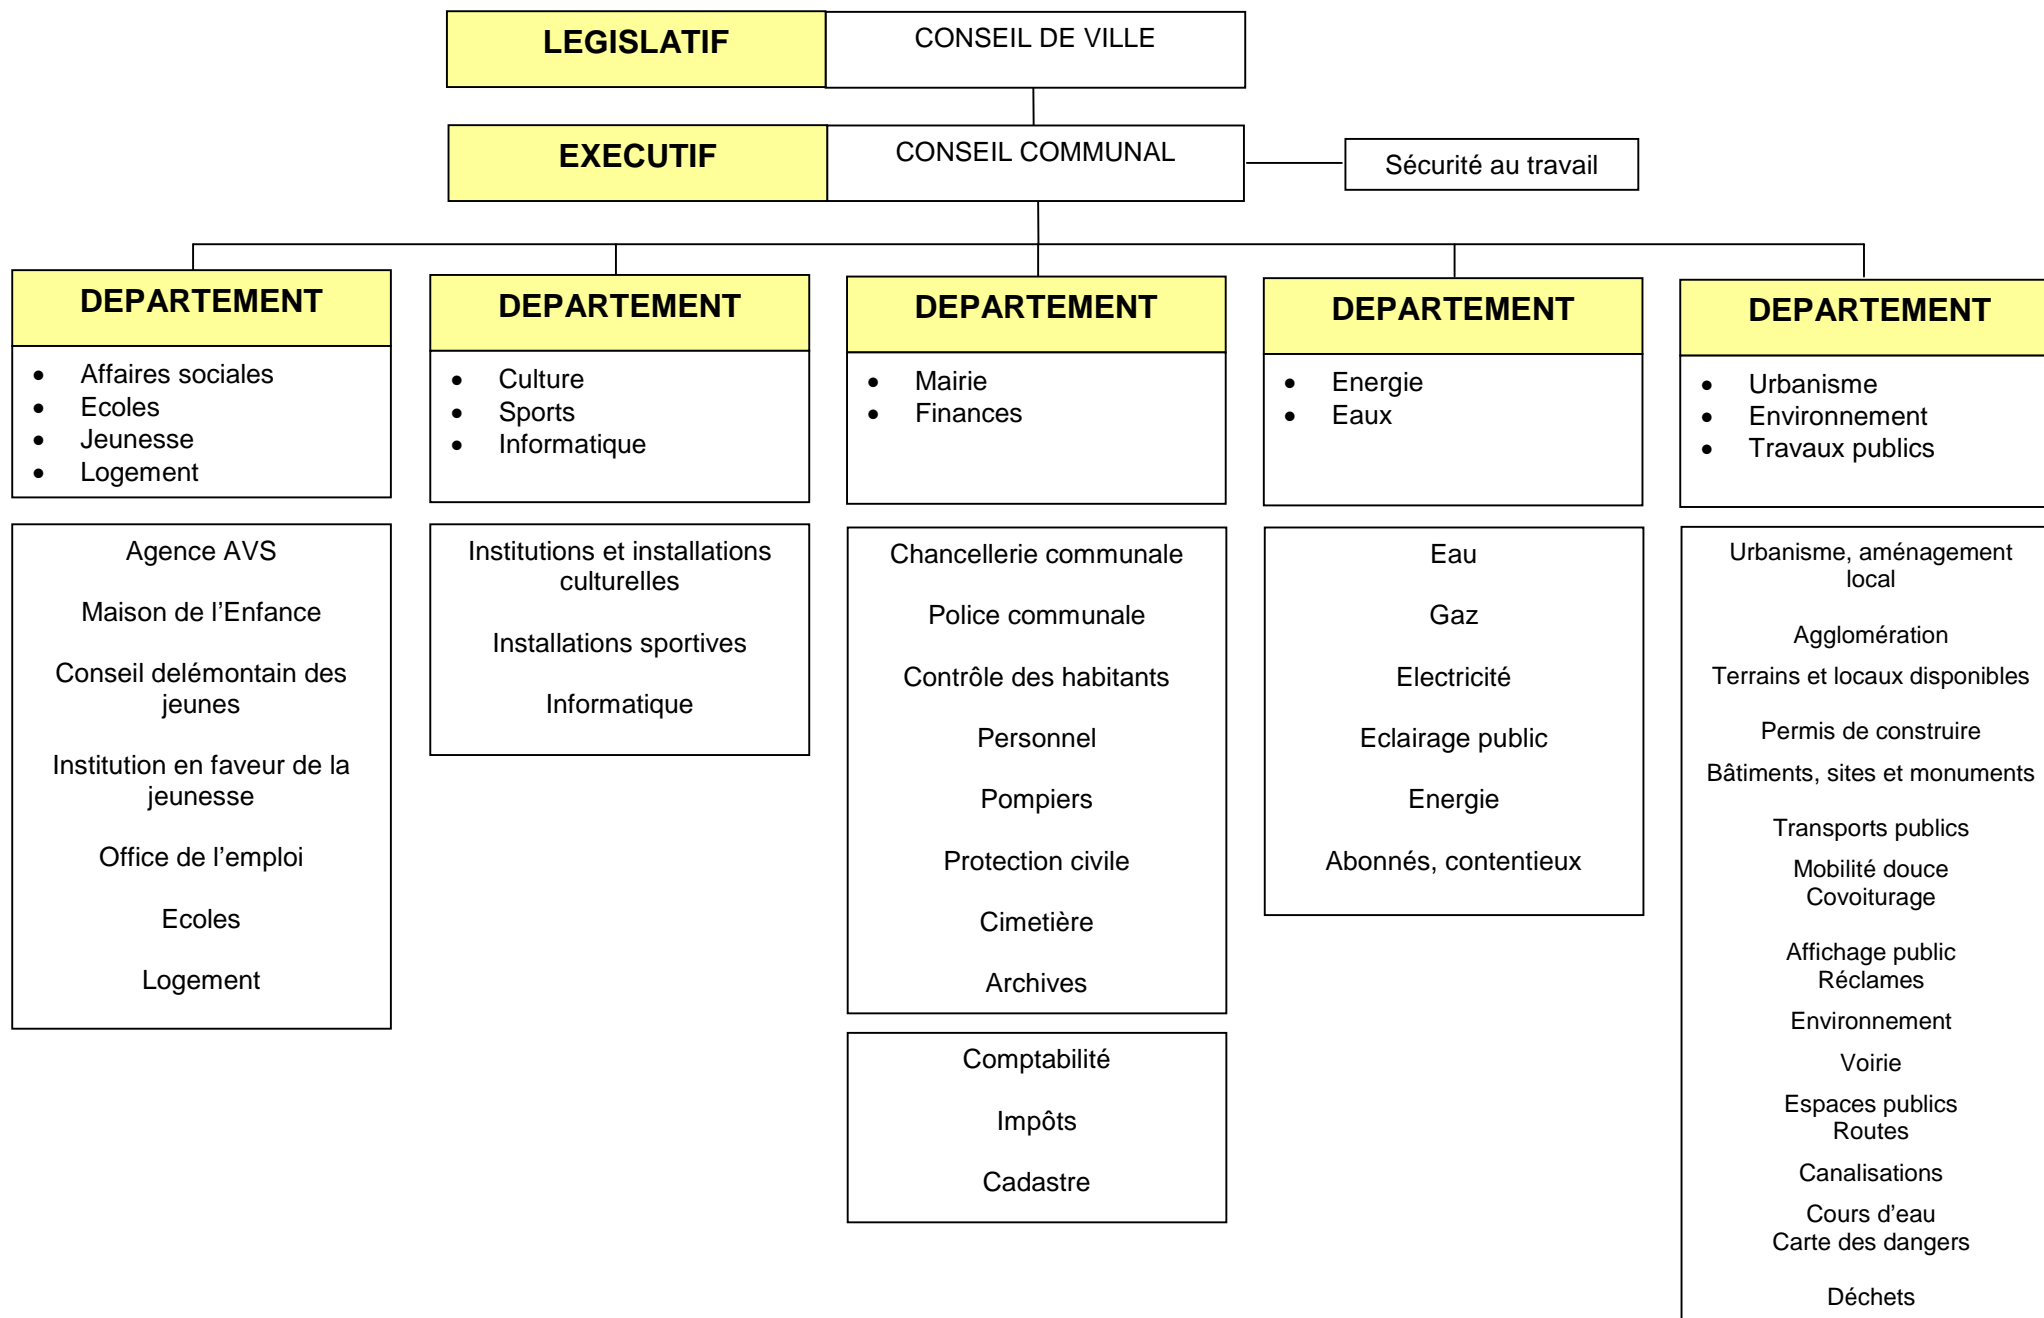 LEGISLATIF
CONSEIL DE VILLE
EXECUTIF
CONSEIL COMMUNAL
Sécurité au travail
DEPARTEMENT
• Affaires sociales
• Ecoles
• Jeunesse
• Logement
Agence AVS
Maison de l’Enfance
Conseil delémontain des
jeunes
Institution en faveur de la
jeunesse
Office de l’emploi
Ecoles
Logement
DEPARTEMENT
• Culture
• Sports
• Informatique
Institutions et installations
culturelles
Installations sportives
Informatique
DEPARTEMENT
• Mairie
• Finances
Chancellerie communale
Police communale
Contrôle des habitants
Personnel
Pompiers
Protection civile
Cimetière
Archives
Comptabilité
Impôts
Cadastre
DEPARTEMENT
• Energie
• Eaux
Eau
Gaz
Electricité
Eclairage public
Energie
Abonnés, contentieux
DEPARTEMENT
• Urbanisme
• Environnement
• Travaux publics
Urbanisme, aménagement
local
Agglomération
Terrains et locaux disponibles
Permis de construire
Bâtiments, sites et monuments
Transports publics
Mobilité douce
Covoiturage
Affichage public
Réclames
Environnement
Voirie
Espaces publics
Routes
Canalisations
Cours d’eau
Carte des dangers
Déchets